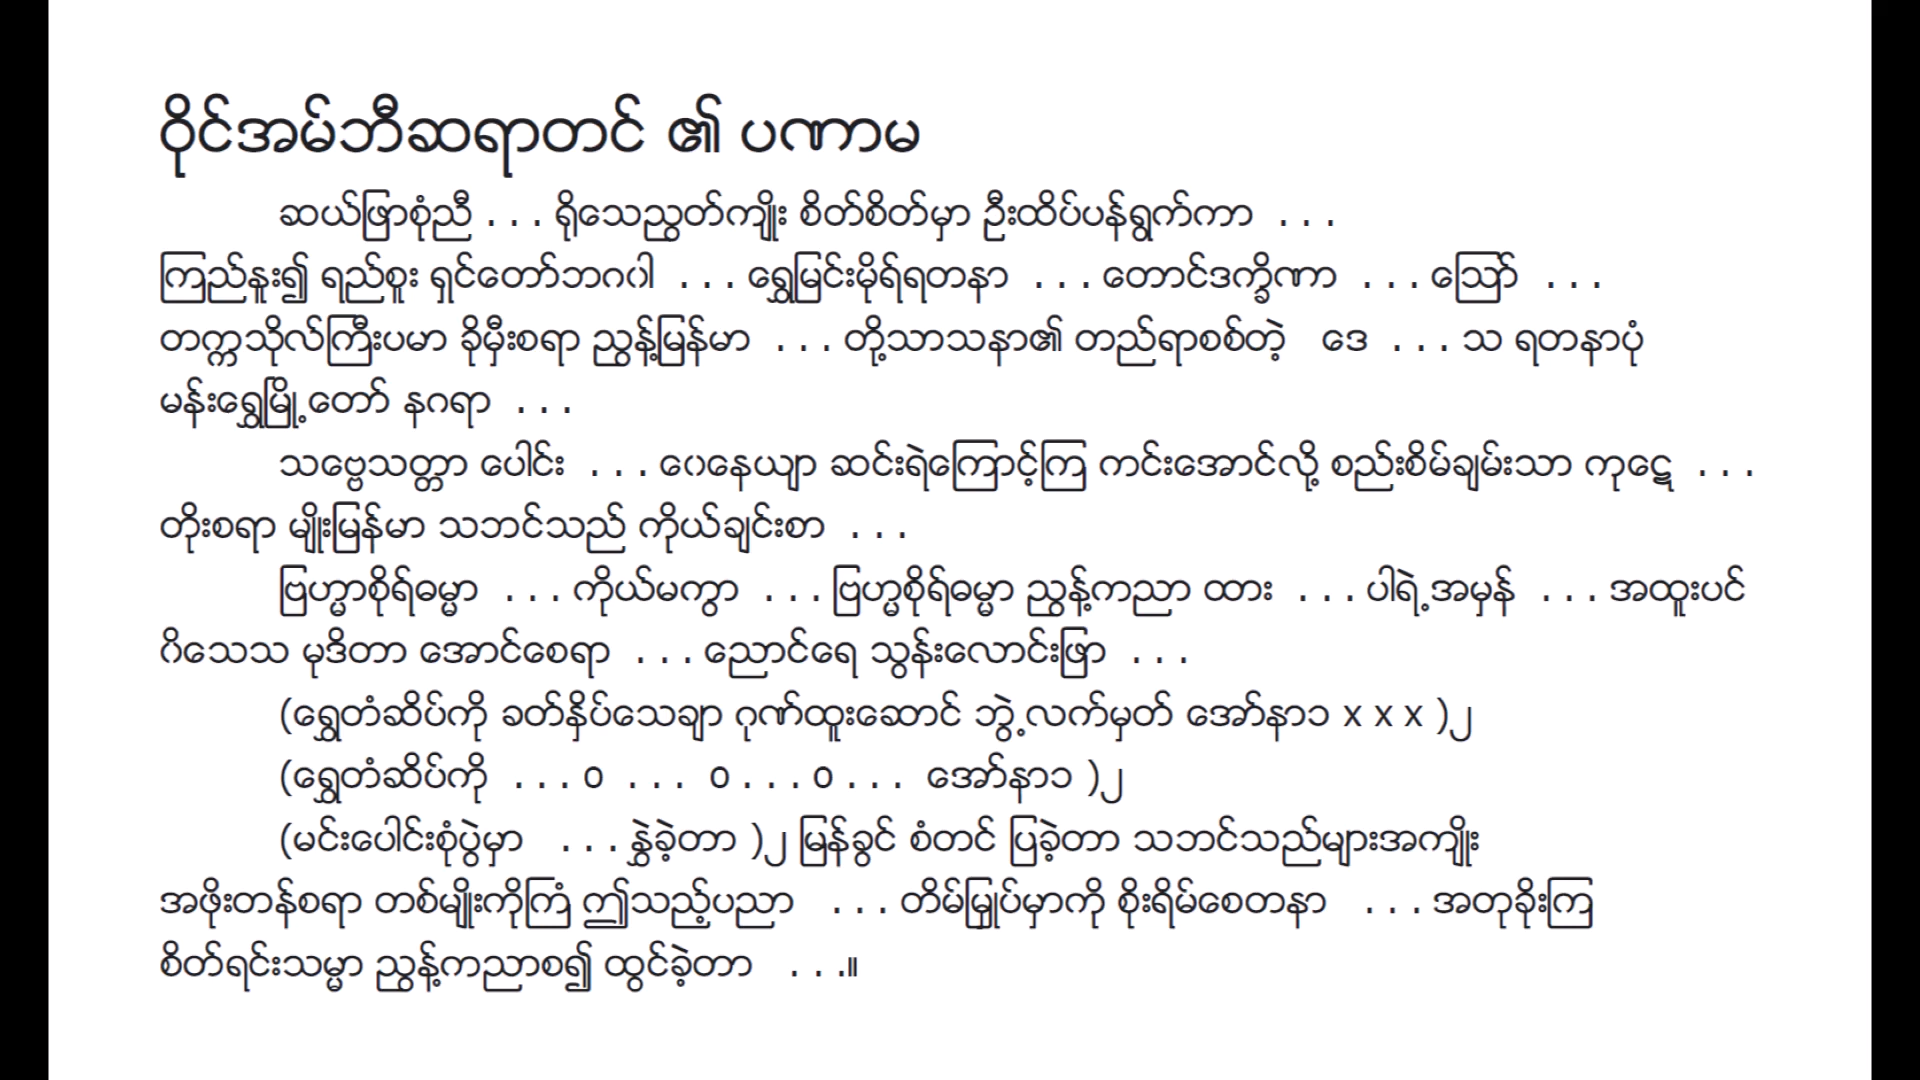 ဝိုင်အမ်ဘီဆရာတင် ၏ ပဏာမ
ဆယ်ဖြာစုံညီ . . . ရိုသေညွတ်ကျိုး စိတ်စိတ်မှာ ဦးထိပ်ပန်ရွက်ကာ . . .
ကြည်နူး၍ ရည်စူး ရှင်တော်ဘဂဝါ . . . ရွှေမြင်းမိုရ်ရတနာ . . . တောင်ဒက္ခိဏာ . . . သြော် . . .
တက္ကသိုလ်ကြီးပမာ ခိုမှီးစရာ ညွန့်မြန်မာ . . . တို့သာသနာ၏ တည်ရာစစ်တဲ့ ဒေ . . . သ ရတနာပုံ
မန်းရွှေမြို့တော် နဂရာ . . .
သဗ္ဗေသတ္တာ ပေါင်း . . . ဝေနေယျာ ဆင်းရဲကြောင့်ကြ ကင်းအောင်လို့ စည်းစိမ်ချမ်းသာ ကုဋေ . . .
တိုးစရာ မျိုးမြန်မာ သဘင်သည် ကိုယ်ချင်းစာ . . .
ဗြဟ္မာစိုရ်ဓမ္မာ . . . ကိုယ်မကွာ . . . ဗြဟ္မစိုရ်ဓမ္မာ ညွန့်ကညာ ထား . . . ပါရဲ့အမှန် . . . အထူးပင်
ဝိသေသ မုဒိတာ အောင်စေရာ . . . ညောင်ရေ သွန်းလောင်းဖြာ . . .
(ရွှေတံဆိပ်ကို ခတ်နှိပ်သေချာ ဂုဏ်ထူးဆောင် ဘွဲ့လက်မှတ် အော်နာ၁ x x x )၂
(ရွှေတံဆိပ်ကို . . . ဝ . . . ဝ . . . ဝ . . . အော်နာ၁ )၂
(မင်းပေါင်းစုံပွဲမှာ . . . နွှဲခဲ့တာ )၂ မြန်ခွင် စံတင် ပြခဲ့တာ သဘင်သည်များအကျိုး
အဖိုးတန်စရာ တစ်မျိုးကိုကြံ ဤသည့်ပညာ . . . တိမ်မြှုပ်မှာကို စိုးရိမ်စေတနာ . . . အတုခိုးကြ
စိတ်ရင်းသမ္မာ ညွန့်ကညာစ၍ ထွင်ခဲ့တာ . . .။